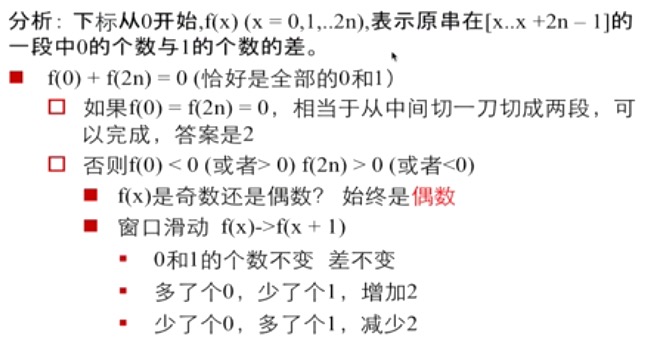 分析：下标从0开始,f(x) (x = 0,1,..2n),表示原串在[x..x +2n – 1]的
一段中0的个数与1的个数的差。
f(0) + f(2n) = 0 (恰好是全部的0和1）
如果f(0) = f(2n) = 0，相当于从中间切一刀切成两段，可
以完成，答案是2
否则f(0) < 0 (或者> 0) f(2n) > 0 (或者<0)
f(x)是奇数还是偶数？ 始终是偶数
窗口滑动 f(x)->f(x + 1)
0和1的个数不变 差不变
多了个0，少了个1，增加2
少了个0，多了个1，减少2